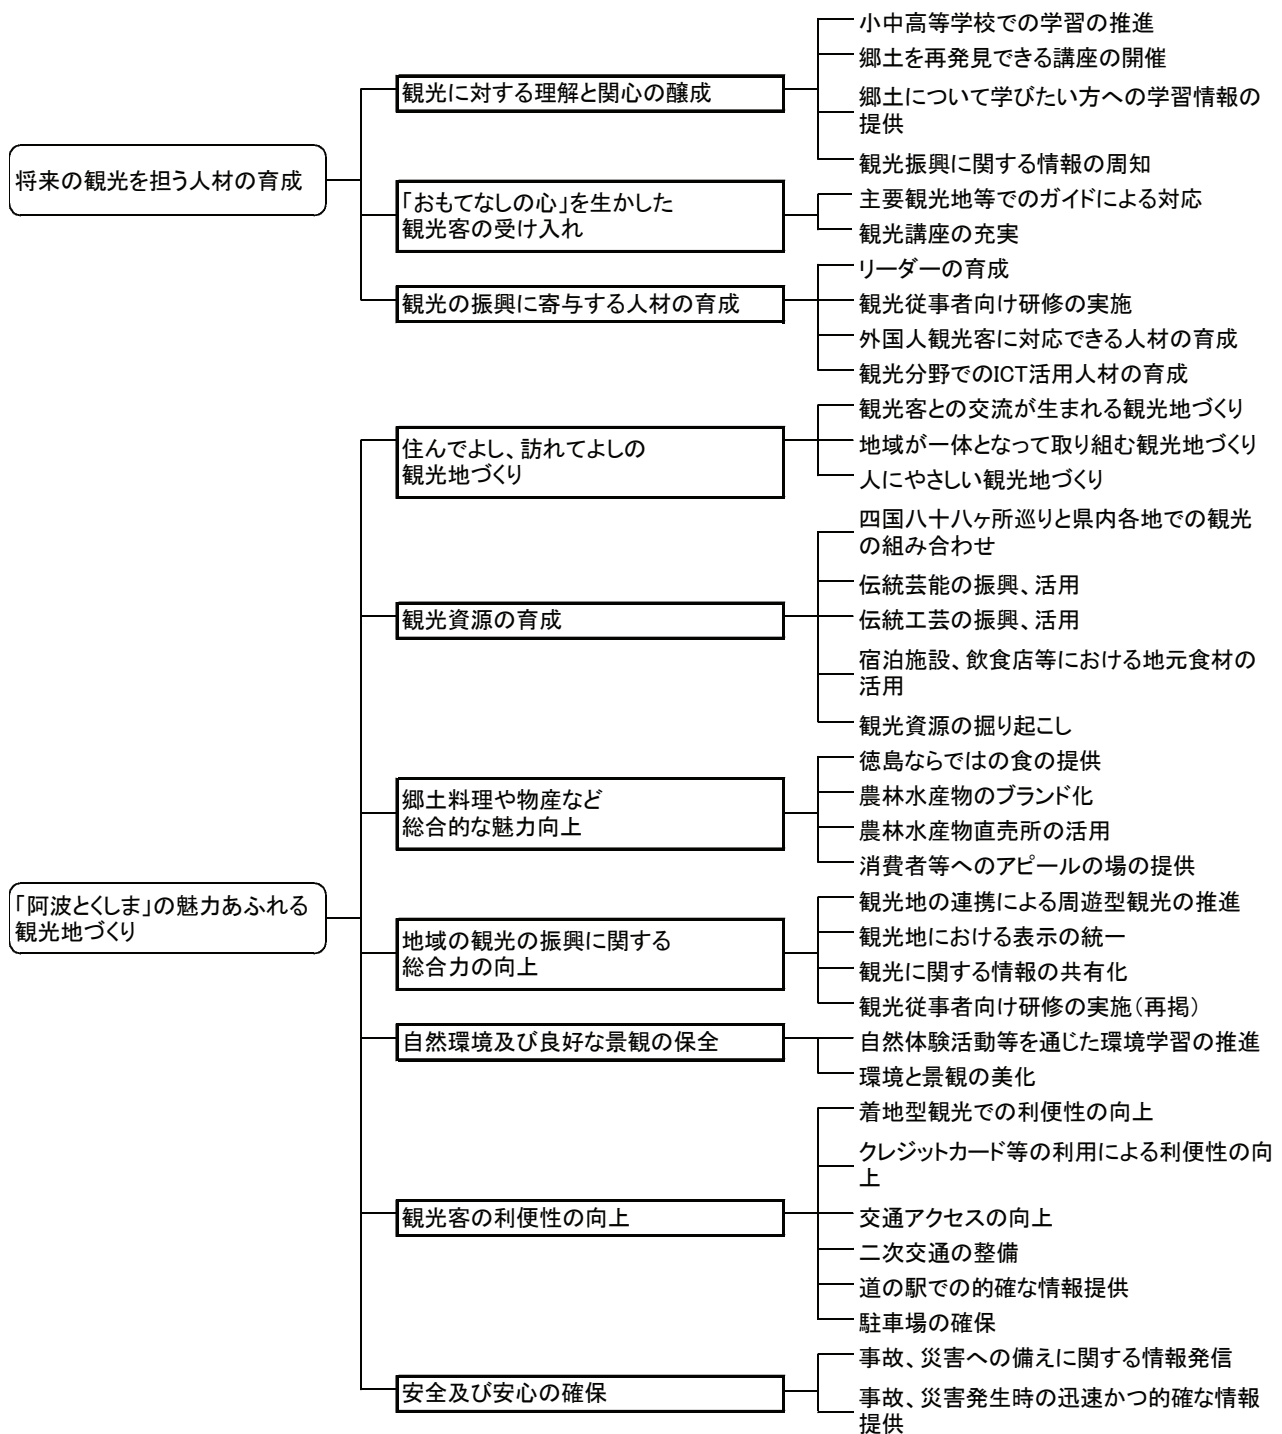 将来の観光を担う人材の育成
観光に対する理解と関心の醸成
小中高等学校での学習の推進
郷土を再発見できる講座の開催
郷土について学びたい方への学習情報の
提供
観光振興に関する情報の周知
「おもてなしの心」を生かした
観光客の受け入れ
主要観光地等でのガイドによる対応
観光講座の充実
観光の振興に寄与する人材の育成
リーダーの育成
観光従事者向け研修の実施
外国人観光客に対応できる人材の育成
観光分野でのICT活用人材の育成
「阿波とくしま」の魅力あふれる
観光地づくり
住んでよし、訪れてよしの
観光地づくり
観光客との交流が生まれる観光地づくり
地域が一体となって取り組む観光地づくり
人にやさしい観光地づくり
観光資源の育成
四国八十八ヶ所巡りと県内各地での観光
の組み合わせ
伝統芸能の振興、活用
伝統工芸の振興、活用
宿泊施設、飲食店等における地元食材の
活用
観光資源の掘り起こし
郷土料理や物産など
総合的な魅力向上
徳島ならではの食の提供
農林水産物のブランド化
農林水産物直売所の活用
消費者等へのアピールの場の提供
地域の観光の振興に関する
総合力の向上
観光地の連携による周遊型観光の推進
観光地における表示の統一
観光に関する情報の共有化
観光従事者向け研修の実施（再掲）
自然環境及び良好な景観の保全
自然体験活動等を通じた環境学習の推進
環境と景観の美化
観光客の利便性の向上
着地型観光での利便性の向上
クレジットカード等の利用による利便性の向
上
交通アクセスの向上
二次交通の整備
道の駅での的確な情報提供
駐車場の確保
安全及び安心の確保
事故、災害への備えに関する情報発信
事故、災害発生時の迅速かつ的確な情報
提供